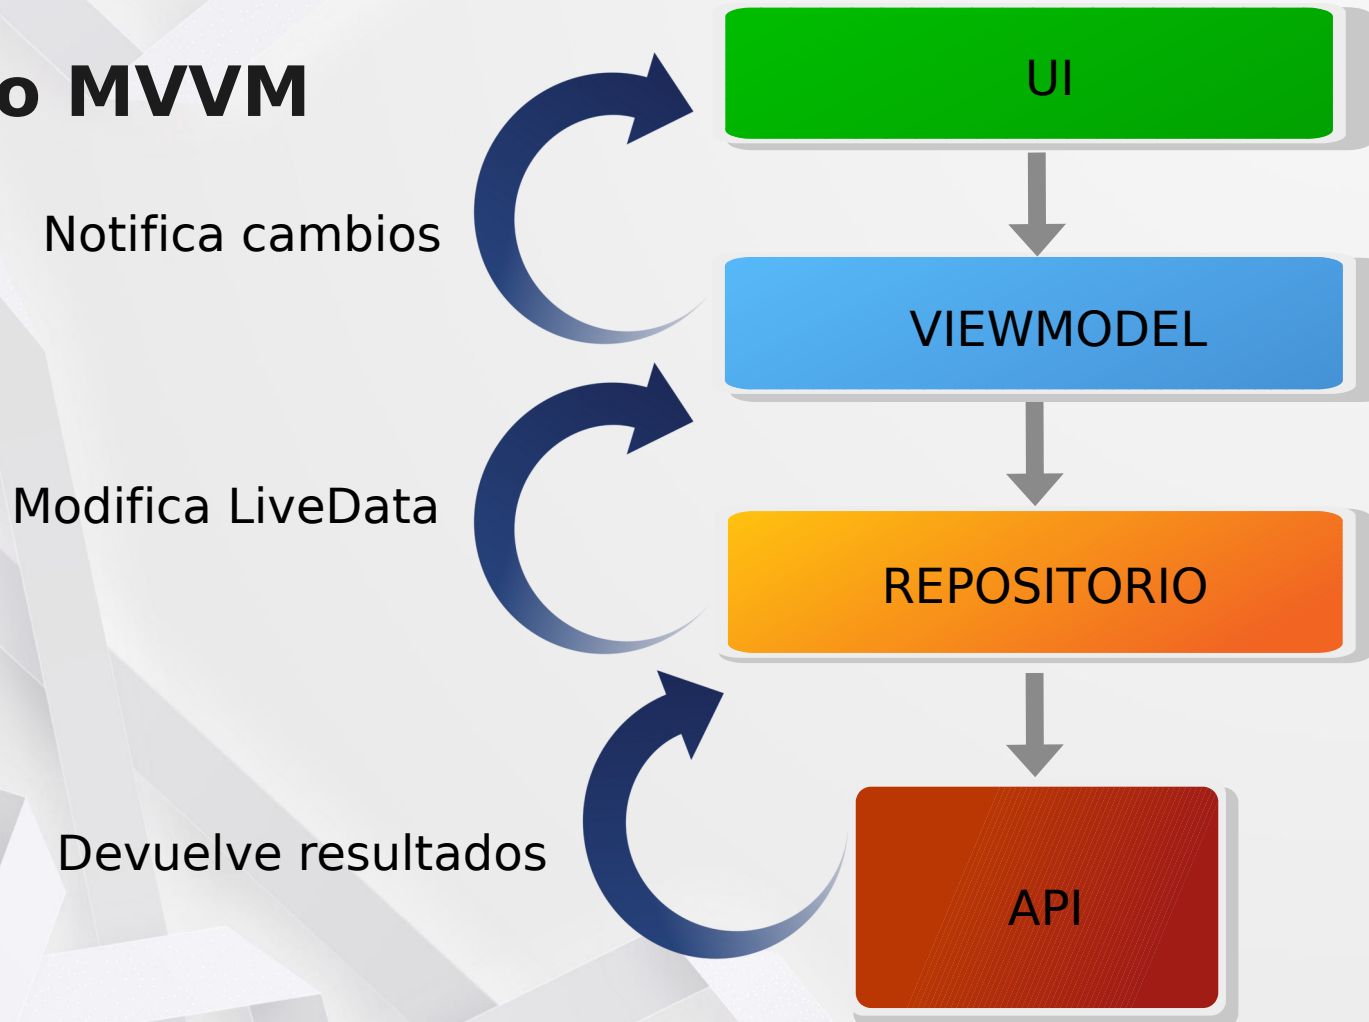 o MVVM
UI
Notifica cambios
VIEWMODEL
Modifica LiveData
REPOSITORIO
Devuelve resultados
API